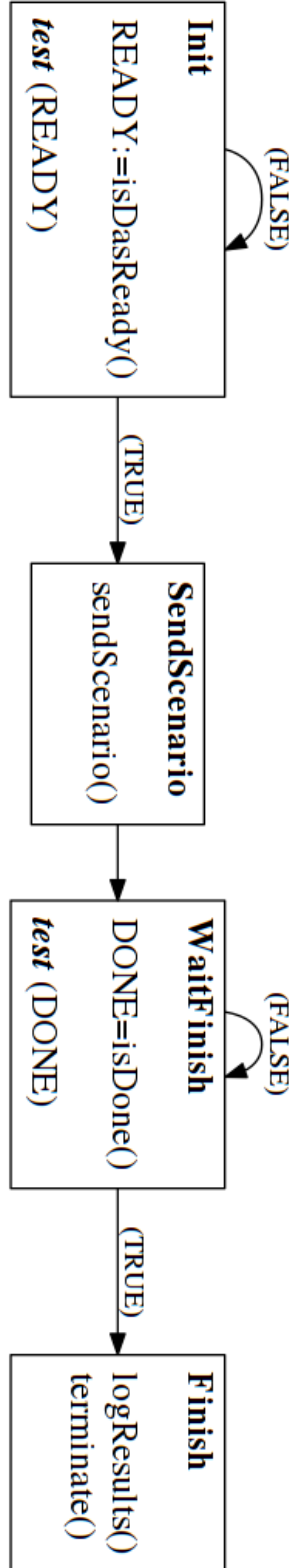 (FALSE)
Init
READY:=isDasReady()
test (READY)
(TRUE)
SendScenario
sendScenario()
(FALSE)
WaitFinish
DONE=isDone()
test (DONE)
(TRUE)
Finish
logResults()
terminate()